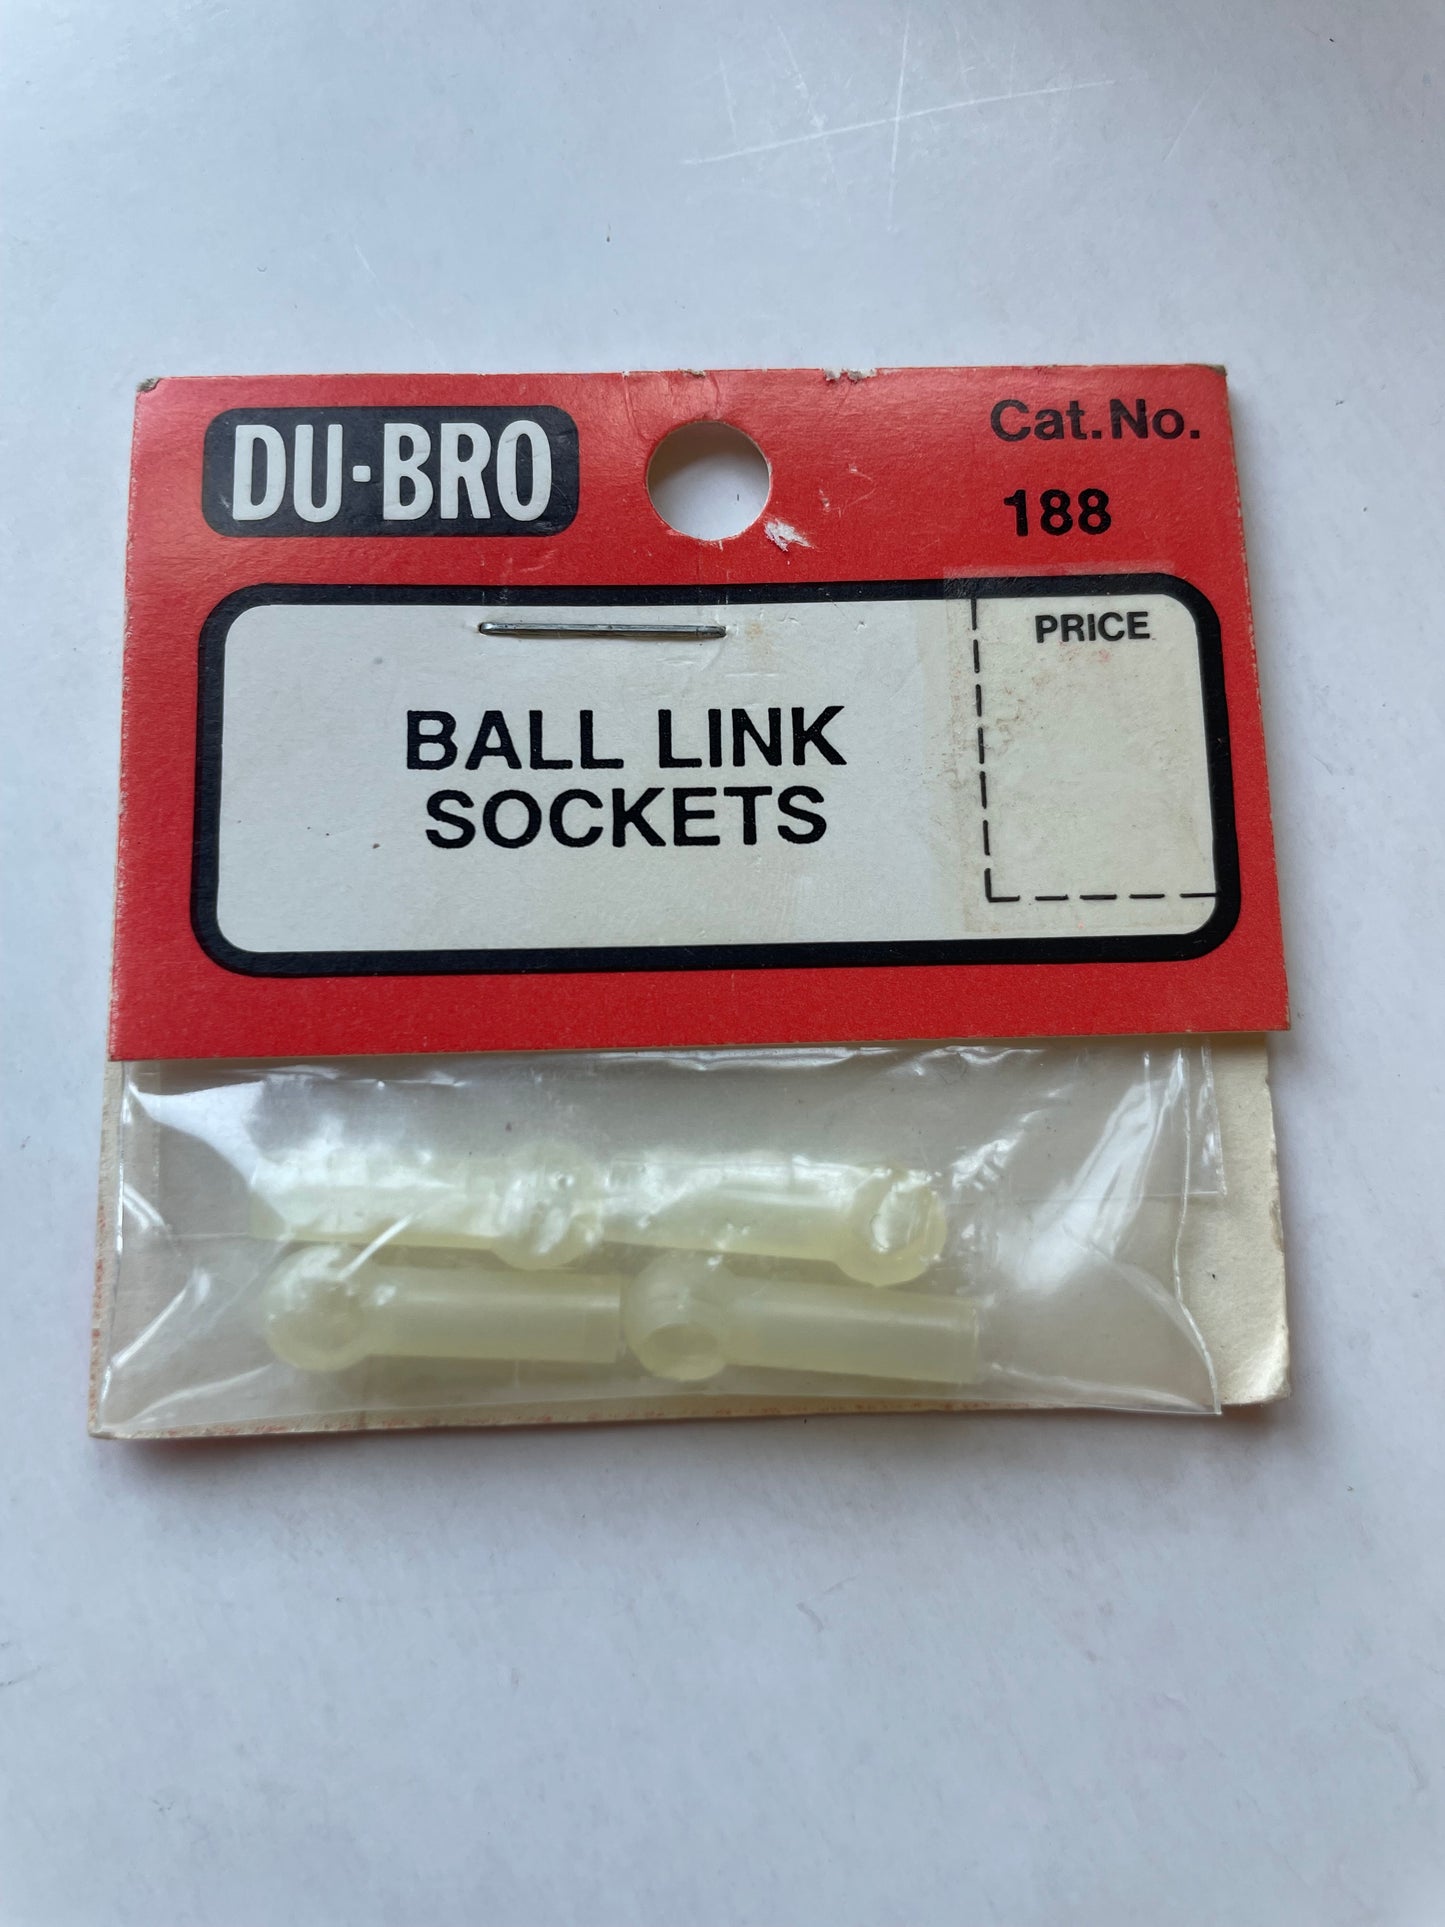 DU-BRO
Cat.No.
188
PRICE
BALL LINK
SOCKETS